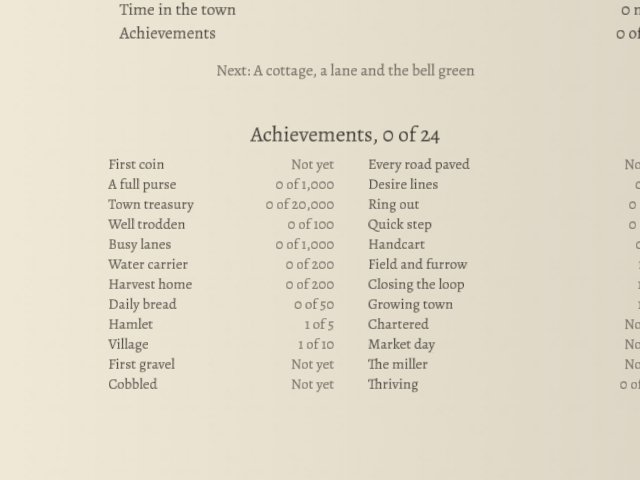 Time in the town 0
Achievements 0 of
Next: A cottage, a lane and the bell green
Achievements, 0 of 24
First coin Not yet
A full purse 0 of 1,000
Town treasury 0 of 20,000
Well trodden 0 of 100
Busy lanes 0 of 1,000
Water carrier 0 of 200
Harvest home 0 of 200
Daily bread 0 of 50
Hamlet 1 of 5
Village 1 of 10
First gravel Not yet
Cobbled Not yet
Every road paved
Desire lines
Ring out
Quick step
Handcart
Field and furrow
Closing the loop
Growing town
Chartered
Market day
The miller
Thriving